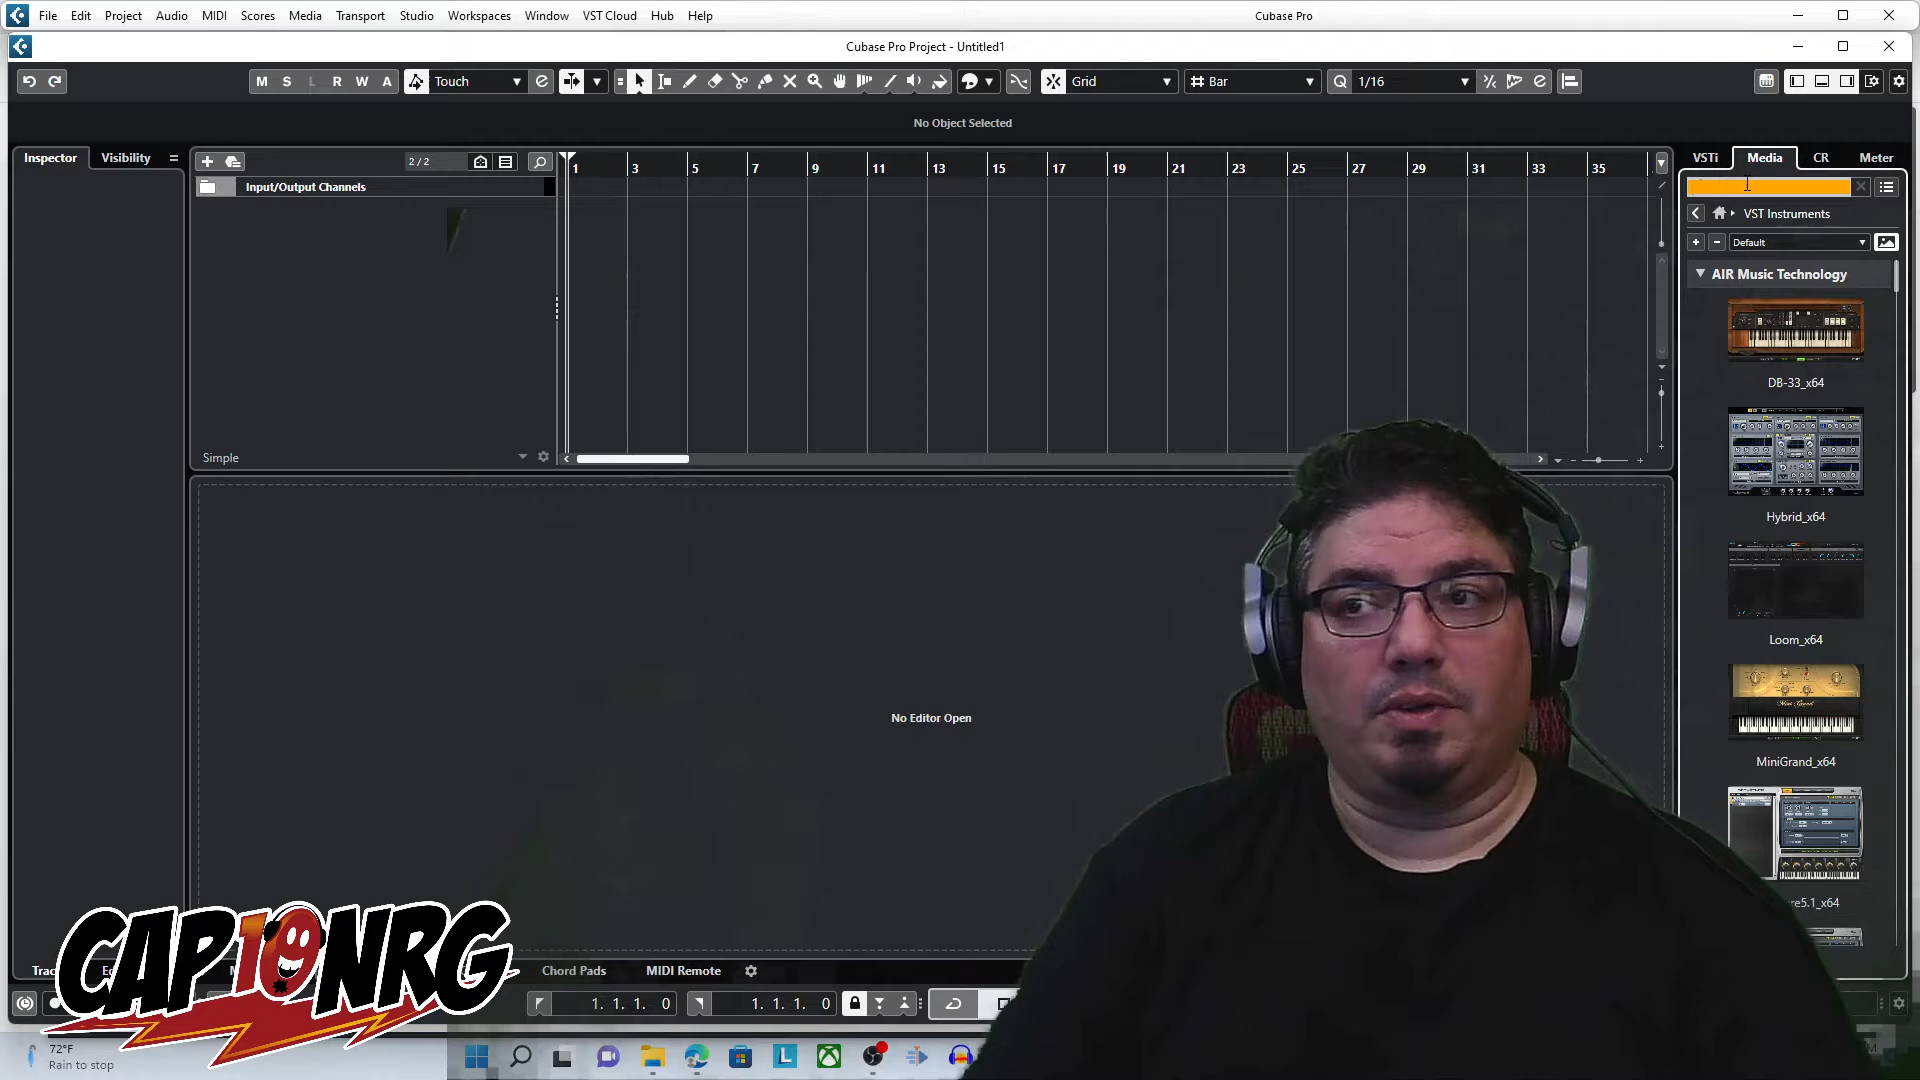 File Edit Project Audio MIDI Scores Media Transport Studio Workspaces Window VST Cloud Hub Help Cubase Pro
Cubase Pro Project - Untitled1
M S L R W A Touch Grid Bar Q 1/16
No Object Selected
Inspector Visibility
2 / 2
1 3 5 7 9 11 13 15 17 19 21 23 25 27 29 31 33 35
VSTi Media CR Meter
Input/Output Channels
VST Instruments
Default
AIR Music Technology
DB-33_x64
Hybrid_x64
Loom_x64
MiniGrand_x64
Simple
No Editor Open
CAP10NRG
Chord Pads MIDI Remote
1. 1. 1. 0 1. 1. 1. 0
72°F
Rain to stop